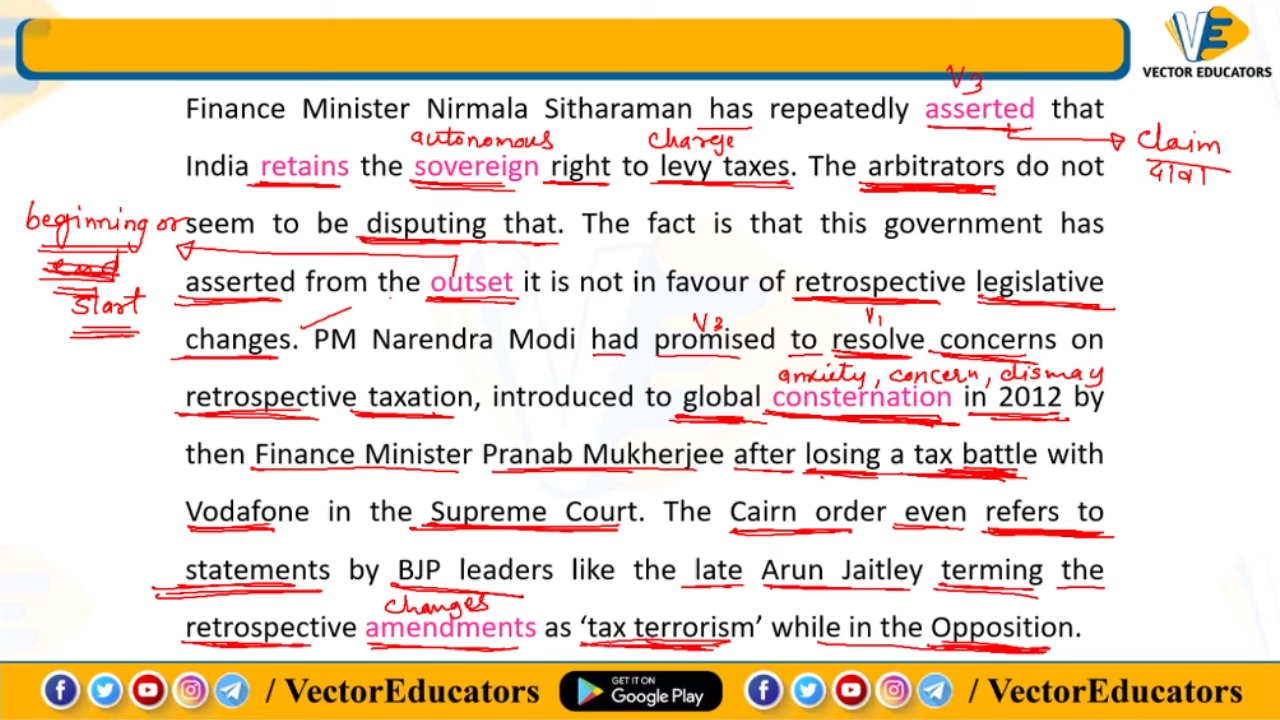 VE
VECTOR EDUCATORS
V3
Finance Minister Nirmala Sitharaman has repeatedly asserted that
autonomous charge claim
India retains the sovereign right to levy taxes. The arbitrators do not
दावा
beginning or
seem to be disputing that. The fact is that this government has
end
asserted from the outset it is not in favour of retrospective legislative
start
V3 V1
changes. PM Narendra Modi had promised to resolve concerns on
anxiety, concern, dismay
retrospective taxation, introduced to global consternation in 2012 by
then Finance Minister Pranab Mukherjee after losing a tax battle with
Vodafone in the Supreme Court. The Cairn order even refers to
statements by BJP leaders like the late Arun Jaitley terming the
changes
retrospective amendments as ‘tax terrorism’ while in the Opposition.
/ VectorEducators GET IT ON Google Play / VectorEducators